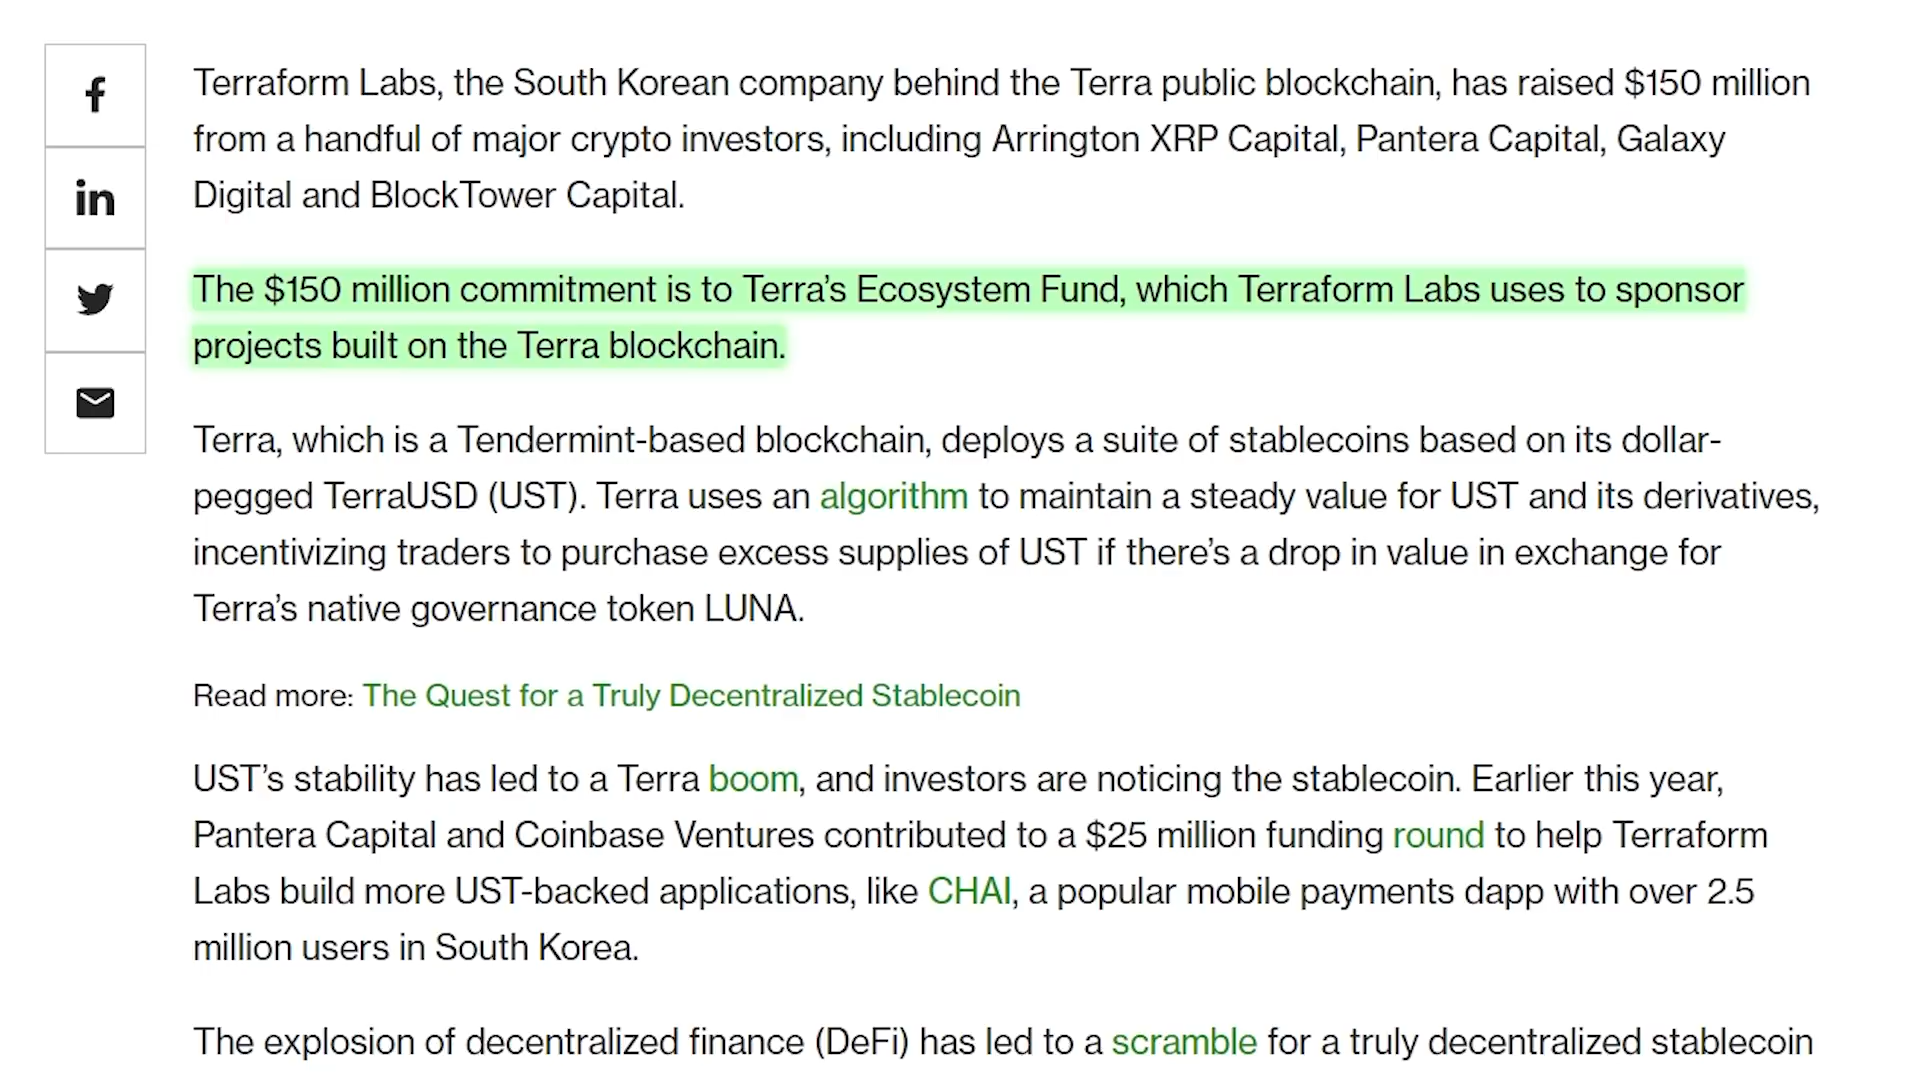 Terraform Labs, the South Korean company behind the Terra public blockchain, has raised $150 million
from a handful of major crypto investors, including Arrington XRP Capital, Pantera Capital, Galaxy
Digital and BlockTower Capital.
The $150 million commitment is to Terra’s Ecosystem Fund, which Terraform Labs uses to sponsor
projects built on the Terra blockchain.
Terra, which is a Tendermint-based blockchain, deploys a suite of stablecoins based on its dollar-
pegged TerraUSD (UST). Terra uses an algorithm to maintain a steady value for UST and its derivatives,
incentivizing traders to purchase excess supplies of UST if there’s a drop in value in exchange for
Terra’s native governance token LUNA.
Read more: The Quest for a Truly Decentralized Stablecoin
UST’s stability has led to a Terra boom, and investors are noticing the stablecoin. Earlier this year,
Pantera Capital and Coinbase Ventures contributed to a $25 million funding round to help Terraform
Labs build more UST-backed applications, like CHAI, a popular mobile payments dapp with over 2.5
million users in South Korea.
The explosion of decentralized finance (DeFi) has led to a scramble for a truly decentralized stablecoin